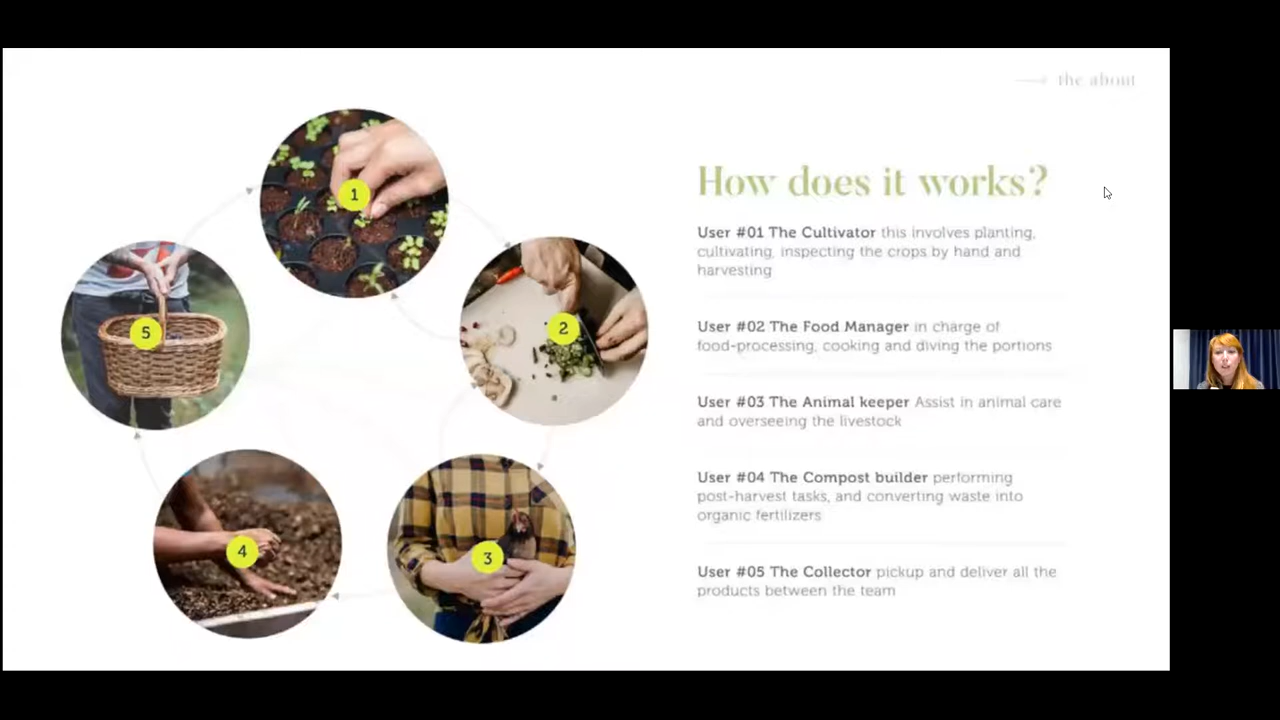 the about
How does it works?
User #01 The Cultivator this involves planting,
cultivating, inspecting the crops by hand and
harvesting
User #02 The Food Manager in charge of
food-processing, cooking and diving the portions
User #03 The Animal keeper Assist in animal care
and overseeing the livestock
User #04 The Compost builder performing
post-harvest tasks, and converting waste into
organic fertilizers
User #05 The Collector pickup and deliver all the
products between the team
1
2
3
4
5